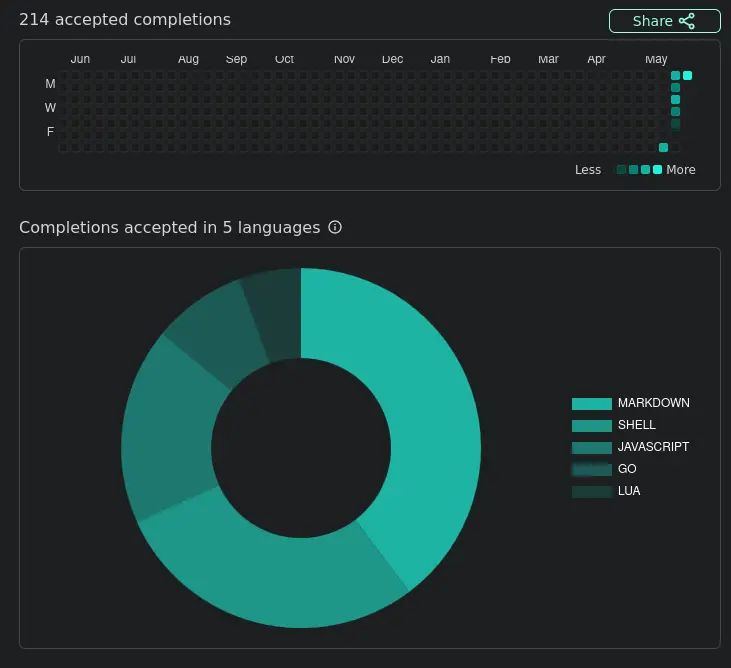 214 accepted completions
Share
Jun Jul Aug Sep Oct Nov Dec Jan Feb Mar Apr May
M
W
F
Less More
Completions accepted in 5 languages
MARKDOWN
SHELL
JAVASCRIPT
GO
LUA